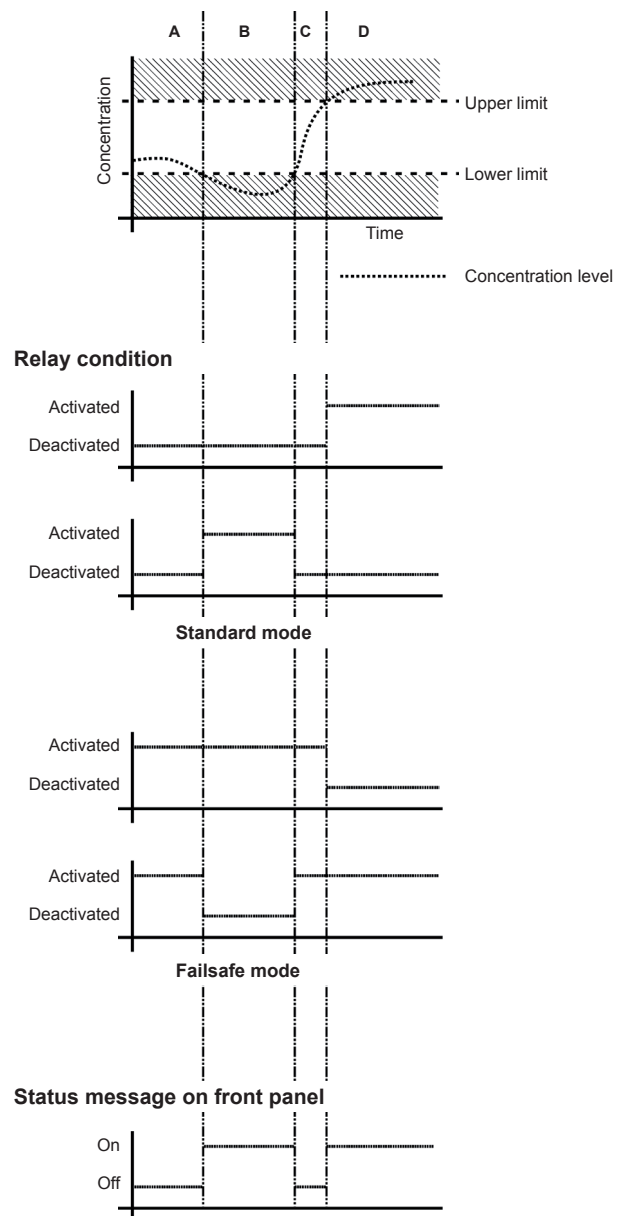 A B C D
Concentration
Upper limit
Lower limit
Time
Concentration level
Relay condition
Activated
Deactivated
Activated
Deactivated
Standard mode
Activated
Deactivated
Activated
Deactivated
Failsafe mode
Status message on front panel
On
Off